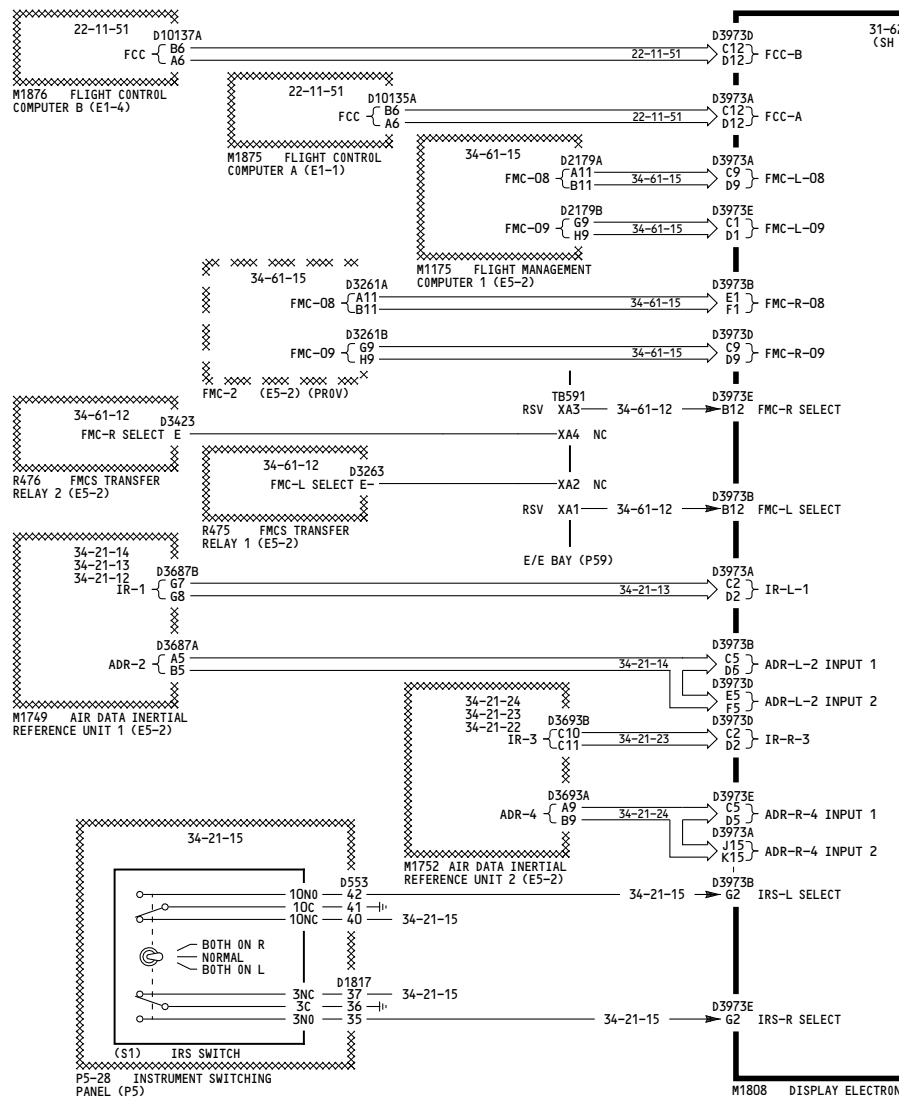 22-11-51
D10137A
FCC { B6
A6
22-11-51
D3973D
C12
D12 } FCC-B
31-62
(SH
M1876 FLIGHT CONTROL
COMPUTER B (E1-4)
22-11-51
D10135A
FCC { B6
A6
22-11-51
D3973A
C12
D12 } FCC-A
M1875 FLIGHT CONTROL
COMPUTER A (E1-1)
34-61-15
D2179A
FMC-08 { A11
B11
34-61-15
D3973A
C9
D9 } FMC-L-08
D2179B
FMC-09 { G9
H9
34-61-15
D3973E
C1
D1 } FMC-L-09
M1175 FLIGHT MANAGEMENT
COMPUTER 1 (E5-2)
34-61-15
D3261A
FMC-08 { A11
B11
34-61-15
D3973B
E1
F1 } FMC-R-08
D3261B
FMC-09 { G9
H9
34-61-15
D3973D
C9
D9 } FMC-R-09
FMC-2 (E5-2) (PROV)
TB591
RSV XA3 34-61-12
D3973E
B12 FMC-R SELECT
34-61-12
D3423
FMC-R SELECT E
XA4 NC
R476 FMCS TRANSFER
RELAY 2 (E5-2)
34-61-12
D3263
FMC-L SELECT E
XA2 NC
RSV XA1 34-61-12
D3973B
B12 FMC-L SELECT
R475 FMCS TRANSFER
RELAY 1 (E5-2)
E/E BAY (P59)
34-21-14
34-21-13
34-21-12
D3687B
IR-1 { G7
G8
34-21-13
D3973A
C2
D2 } IR-L-1
D3687A
ADR-2 { A5
B5
34-21-14
D3973B
C5
D5 } ADR-L-2 INPUT 1
D3973D
E5
F5 } ADR-L-2 INPUT 2
M1749 AIR DATA INERTIAL
REFERENCE UNIT 1 (E5-2)
34-21-24
34-21-23
34-21-22
D3693B
IR-3 { C10
C11
34-21-23
D3973D
C2
D2 } IR-R-3
D3693A
ADR-4 { A9
B9
34-21-24
D3973E
C5
D5 } ADR-R-4 INPUT 1
D3973A
J15
K15 } ADR-R-4 INPUT 2
M1752 AIR DATA INERTIAL
REFERENCE UNIT 2 (E5-2)
34-21-15
D553
10NO 42 34-21-15
D3973B
G2 IRS-L SELECT
10C 41
10NC 40 34-21-15
BOTH ON R
NORMAL
BOTH ON L
D1817
3NC 37 34-21-15
3C 36
3NO 35 34-21-15
D3973E
G2 IRS-R SELECT
(S1) IRS SWITCH
P5-28 INSTRUMENT SWITCHING
PANEL (P5)
M1808 DISPLAY ELECTRON